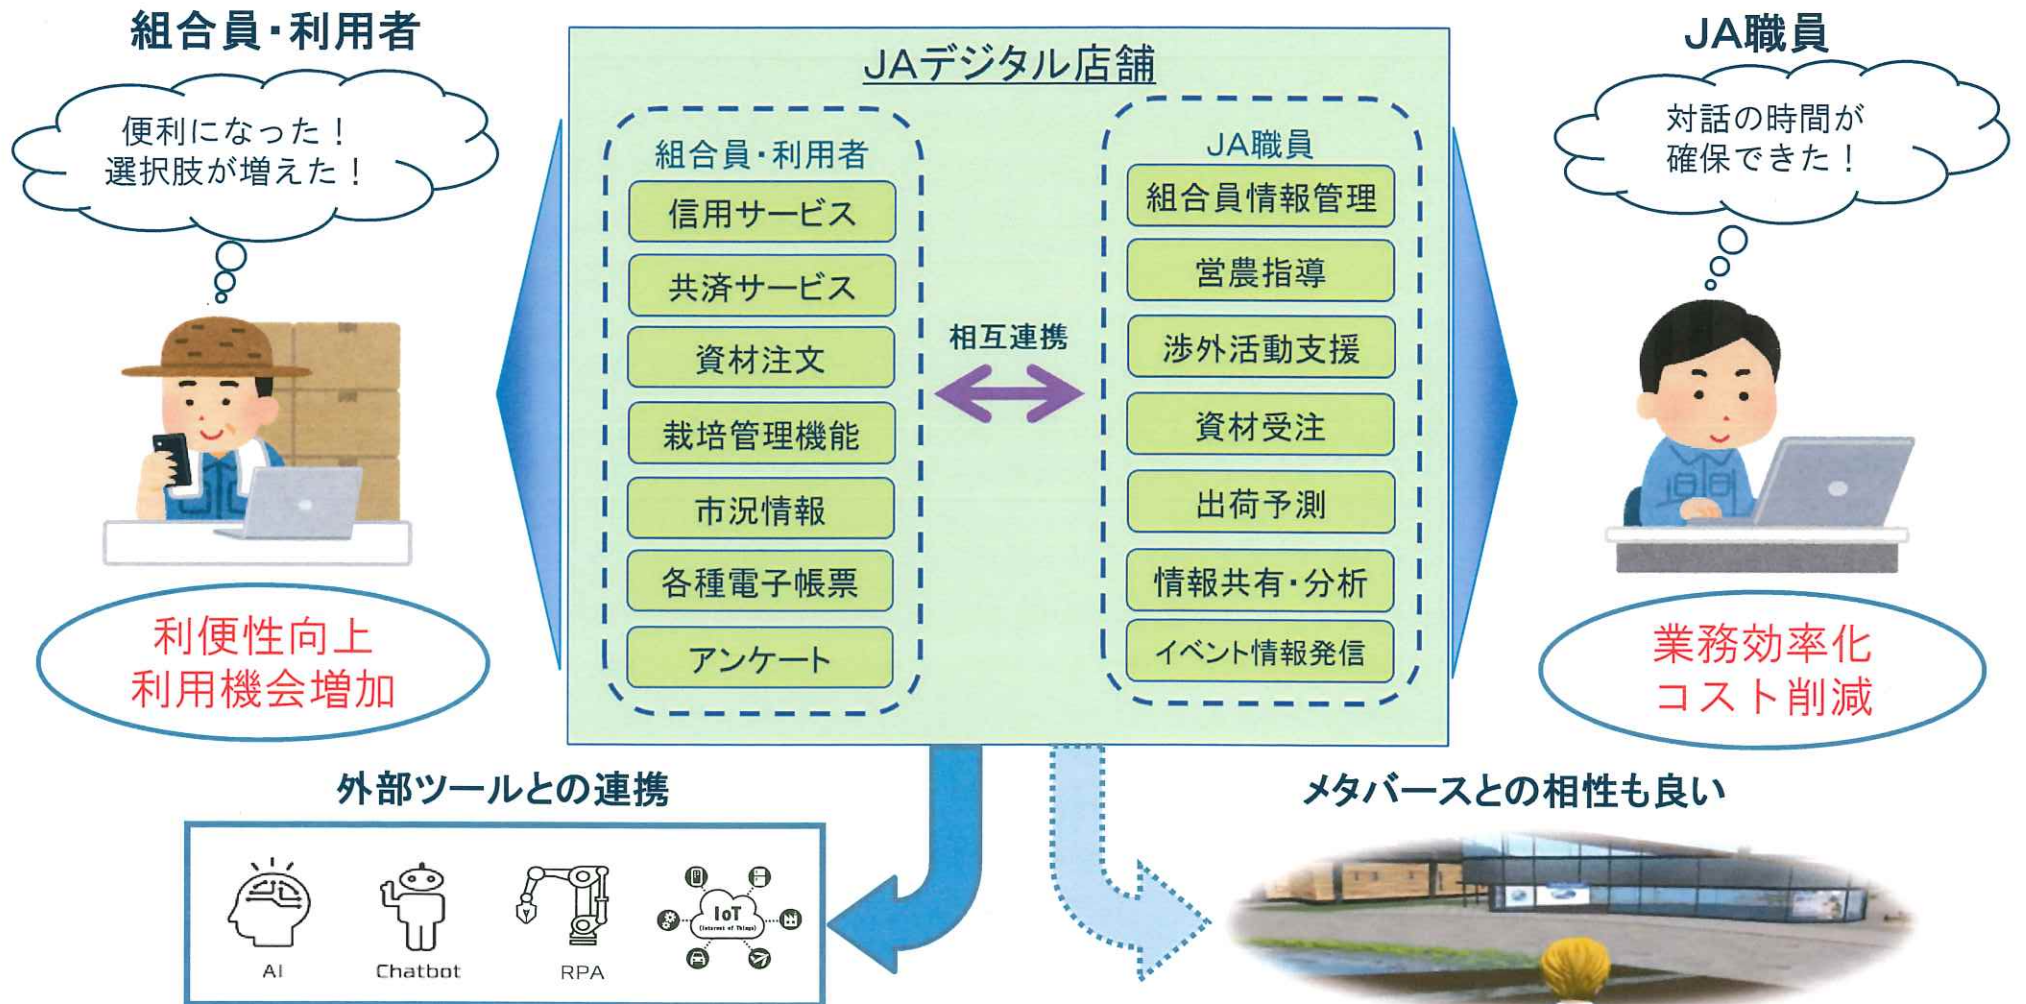 組合員・利用者
便利になった！
選択肢が増えた！
利便性向上
利用機会増加
JAデジタル店舗
組合員・利用者
信用サービス
共済サービス
資材注文
栽培管理機能
市況情報
各種電子帳票
アンケート
相互連携
JA職員
組合員情報管理
営農指導
渉外活動支援
資材受注
出荷予測
情報共有・分析
イベント情報発信
JA職員
対話の時間が
確保できた！
業務効率化
コスト削減
外部ツールとの連携
AI
Chatbot
RPA
IoT
(Internet of Things)
メタバースとの相性も良い